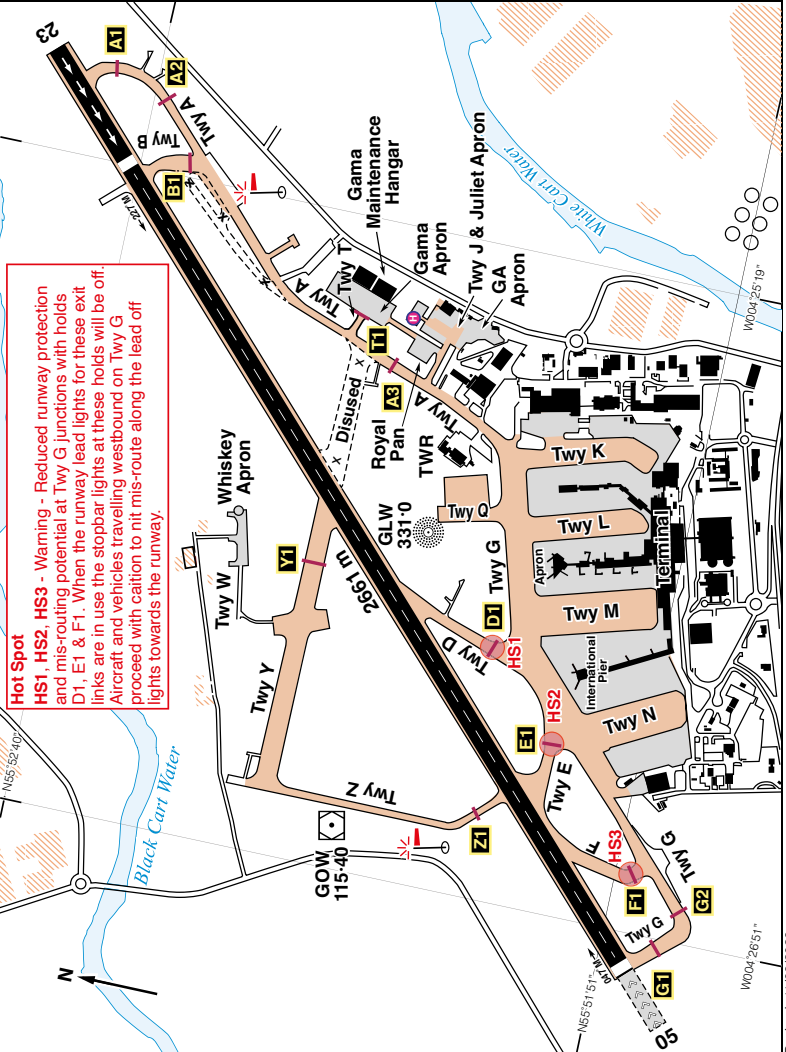 23
A1
A2
Twy A
Twy B
B1
227°M
Hot Spot
HS1, HS2, HS3 - Warning - Reduced runway protection
and mis-routing potential at Twy G junctions with holds
D1, E1 & F1. When the runway lead lights for these exit
links are in use the stopbar lights at these holds will be off.
Aircraft and vehicles travelling westbound on Twy G
proceed with caition to nit mis-route along the lead off
lights towards the runway.
Gama
Maintenance
Hangar
Twy T
Twy A
T1
H
Gama
Apron
Twy J & Juliet Apron
GA
Apron
White Cart Water
W004°25'19"
A3
Twy A
Royal
Pan
TWR
Disused
Whiskey
Apron
Twy W
Y1
2661 m
GLW
331·0
Twy Q
Twy G
Twy K
Twy L
Twy M
Twy N
Apron
Terminal
International
Pier
D1
HS1
Twy D
HS2
E1
Twy E
Twy Y
Twy Z
Z1
GOW
115·40
N55°52'40"
Black Cart Water
N
F
HS3
F1
Twy G
G2
Twy G
G1
047°M
N55°51'51"
05
W004°26'51"